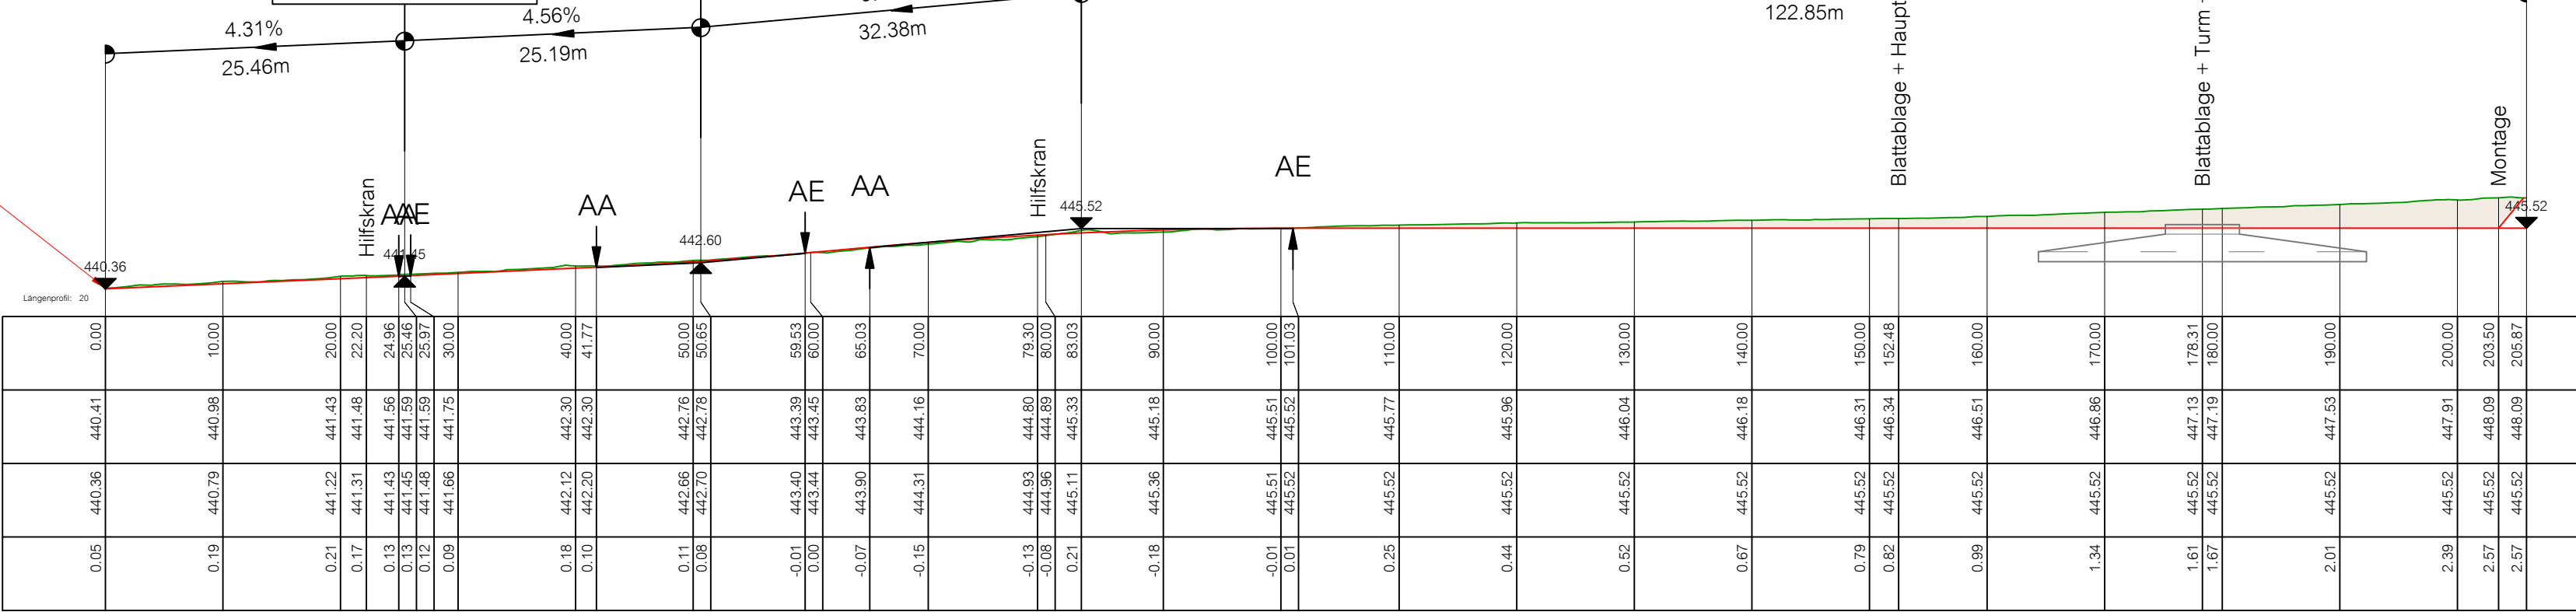 4.31%
25.46m
4.56%
25.19m
32.38m
122.85m
Blattablage + Haupt
Blattablage + Turm
Montage
Hilfskran
Hilfskran
AA
AE
AA
AE
AA
AE
440.36
441.45
442.60
445.52
445.52
Längenprofil: 20
0.00 10.00 20.00 22.20 24.96 25.46 25.97 30.00 40.00 41.77 50.00 50.65 59.53 60.00 65.03 70.00 79.30 80.00 83.03 90.00 100.00 101.03 110.00 120.00 130.00 140.00 150.00 152.48 160.00 170.00 178.31 180.00 190.00 200.00 203.50 205.87
440.41 440.98 441.43 441.48 441.56 441.59 441.59 441.75 442.30 442.30 442.76 442.78 443.39 443.45 443.83 444.16 444.80 444.89 445.33 445.18 445.51 445.52 445.77 445.96 446.04 446.18 446.31 446.34 446.51 446.86 447.13 447.19 447.53 447.91 448.09 448.09
440.36 440.79 441.22 441.31 441.43 441.45 441.48 441.66 442.12 442.20 442.66 442.70 443.40 443.44 443.90 444.31 444.93 444.96 445.11 445.36 445.51 445.52 445.52 445.52 445.52 445.52 445.52 445.52 445.52 445.52 445.52 445.52 445.52 445.52 445.52 445.52
0.05 0.19 0.21 0.17 0.13 0.13 0.12 0.09 0.18 0.10 0.11 0.08 -0.01 0.00 -0.07 -0.15 -0.13 -0.08 0.21 -0.18 -0.01 0.01 0.25 0.44 0.52 0.67 0.79 0.82 0.99 1.34 1.61 1.67 2.01 2.39 2.57 2.57